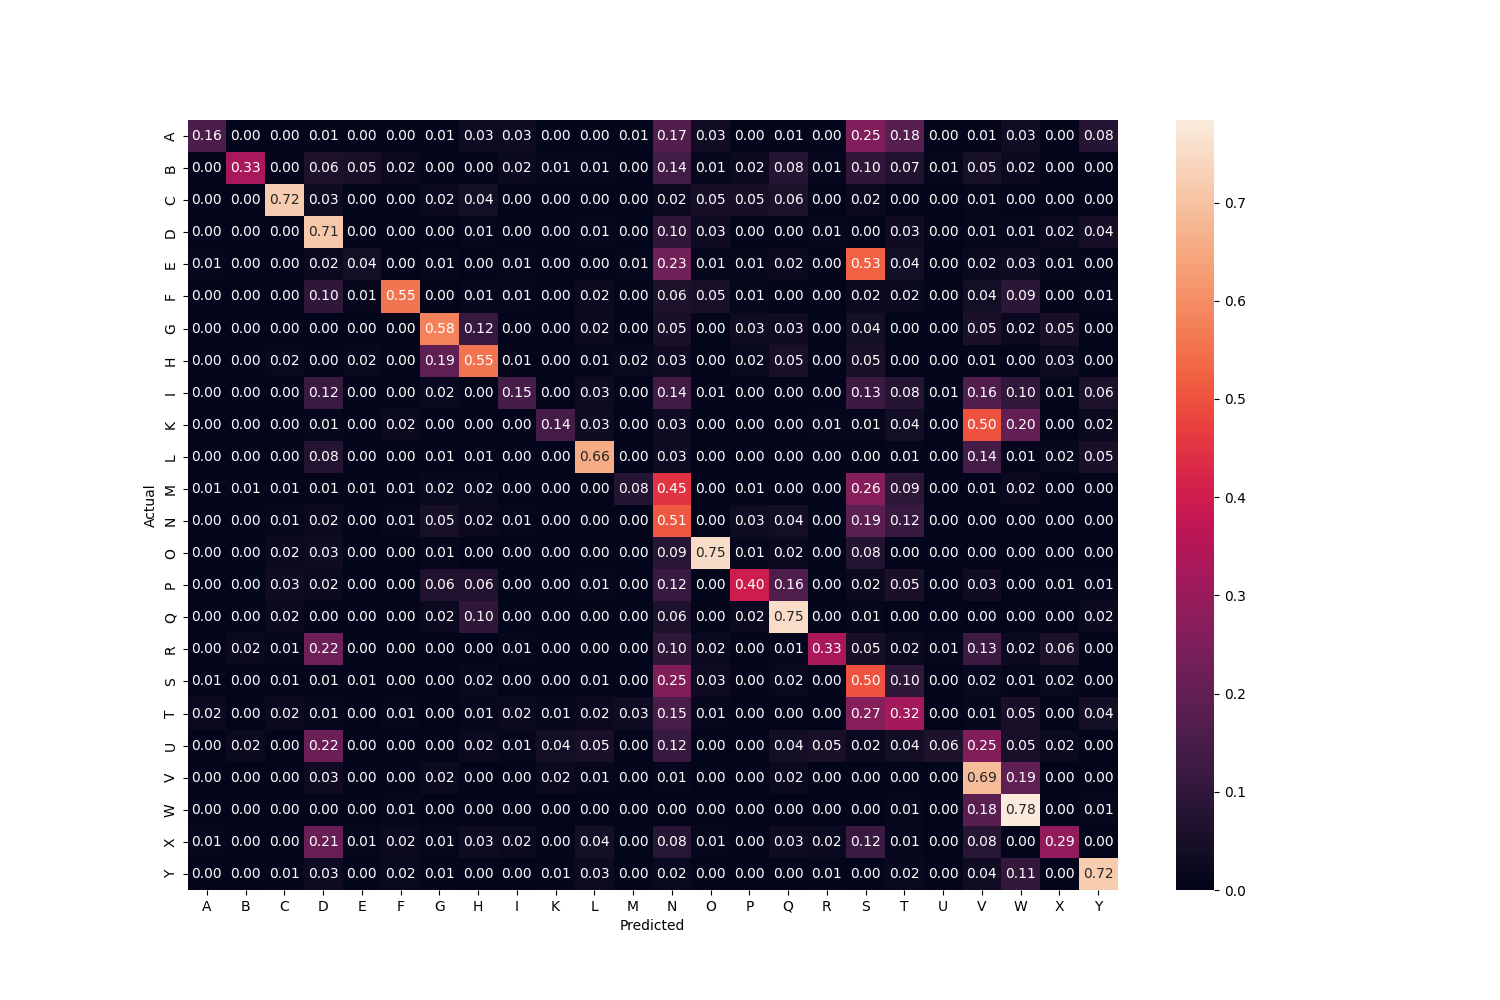 A 0.16 0.00 0.00 0.01 0.00 0.00 0.01 0.03 0.03 0.00 0.00 0.01 0.17 0.03 0.00 0.01 0.00 0.25 0.18 0.00 0.01 0.03 0.00 0.08
B 0.00 0.33 0.00 0.06 0.05 0.02 0.00 0.00 0.02 0.01 0.01 0.00 0.14 0.01 0.02 0.08 0.01 0.10 0.07 0.01 0.05 0.02 0.00 0.00
C 0.00 0.00 0.72 0.03 0.00 0.00 0.02 0.04 0.00 0.00 0.00 0.00 0.02 0.05 0.05 0.06 0.00 0.02 0.00 0.00 0.01 0.00 0.00 0.00
0.7
D 0.00 0.00 0.00 0.71 0.00 0.00 0.00 0.01 0.00 0.00 0.01 0.00 0.10 0.03 0.00 0.00 0.01 0.00 0.03 0.00 0.01 0.01 0.02 0.04
E 0.01 0.00 0.00 0.02 0.04 0.00 0.01 0.00 0.01 0.00 0.00 0.01 0.23 0.01 0.01 0.02 0.00 0.53 0.04 0.00 0.02 0.03 0.01 0.00
F 0.00 0.00 0.00 0.10 0.01 0.55 0.00 0.01 0.01 0.00 0.02 0.00 0.06 0.05 0.01 0.00 0.00 0.02 0.02 0.00 0.04 0.09 0.00 0.01
0.6
G 0.00 0.00 0.00 0.00 0.00 0.00 0.58 0.12 0.00 0.00 0.02 0.00 0.05 0.00 0.03 0.03 0.00 0.04 0.00 0.00 0.05 0.02 0.05 0.00
H 0.00 0.00 0.02 0.00 0.02 0.00 0.19 0.55 0.01 0.00 0.01 0.02 0.03 0.00 0.02 0.05 0.00 0.05 0.00 0.00 0.01 0.00 0.03 0.00
I 0.00 0.00 0.00 0.12 0.00 0.00 0.02 0.00 0.15 0.00 0.03 0.00 0.14 0.01 0.00 0.00 0.00 0.13 0.08 0.01 0.16 0.10 0.01 0.06
0.5
K 0.00 0.00 0.00 0.01 0.00 0.02 0.00 0.00 0.00 0.14 0.03 0.00 0.03 0.00 0.00 0.00 0.01 0.01 0.04 0.00 0.50 0.20 0.00 0.02
L 0.00 0.00 0.00 0.08 0.00 0.00 0.01 0.01 0.00 0.00 0.66 0.00 0.03 0.00 0.00 0.00 0.00 0.00 0.01 0.00 0.14 0.01 0.02 0.05
M 0.01 0.01 0.01 0.01 0.01 0.01 0.02 0.02 0.00 0.00 0.00 0.08 0.45 0.00 0.01 0.00 0.00 0.26 0.09 0.00 0.01 0.02 0.00 0.00
0.4
Actual
N 0.00 0.00 0.01 0.02 0.00 0.01 0.05 0.02 0.01 0.00 0.00 0.00 0.51 0.00 0.03 0.04 0.00 0.19 0.12 0.00 0.00 0.00 0.00 0.00
O 0.00 0.00 0.02 0.03 0.00 0.00 0.01 0.00 0.00 0.00 0.00 0.00 0.09 0.75 0.01 0.02 0.00 0.08 0.00 0.00 0.00 0.00 0.00 0.00
P 0.00 0.00 0.03 0.02 0.00 0.00 0.06 0.06 0.00 0.00 0.01 0.00 0.12 0.00 0.40 0.16 0.00 0.02 0.05 0.00 0.03 0.00 0.01 0.01
0.3
Q 0.00 0.00 0.02 0.00 0.00 0.00 0.02 0.10 0.00 0.00 0.00 0.00 0.06 0.00 0.02 0.75 0.00 0.01 0.00 0.00 0.00 0.00 0.00 0.02
R 0.00 0.02 0.01 0.22 0.00 0.00 0.00 0.00 0.01 0.00 0.00 0.00 0.10 0.02 0.00 0.01 0.33 0.05 0.02 0.01 0.13 0.02 0.06 0.00
S 0.01 0.00 0.01 0.01 0.01 0.00 0.00 0.02 0.00 0.00 0.01 0.00 0.25 0.03 0.00 0.02 0.00 0.50 0.10 0.00 0.02 0.01 0.02 0.00
0.2
T 0.02 0.00 0.02 0.01 0.00 0.01 0.00 0.01 0.02 0.01 0.02 0.03 0.15 0.01 0.00 0.00 0.00 0.27 0.32 0.00 0.01 0.05 0.00 0.04
U 0.00 0.02 0.00 0.22 0.00 0.00 0.00 0.02 0.01 0.04 0.05 0.00 0.12 0.00 0.00 0.04 0.05 0.02 0.04 0.06 0.25 0.05 0.02 0.00
V 0.00 0.00 0.00 0.03 0.00 0.00 0.02 0.00 0.00 0.02 0.01 0.00 0.01 0.00 0.00 0.02 0.00 0.00 0.00 0.00 0.69 0.19 0.00 0.00
0.1
W 0.00 0.00 0.00 0.00 0.00 0.01 0.00 0.00 0.00 0.00 0.00 0.00 0.00 0.00 0.00 0.00 0.00 0.00 0.01 0.00 0.18 0.78 0.00 0.01
X 0.01 0.00 0.00 0.21 0.01 0.02 0.01 0.03 0.02 0.00 0.04 0.00 0.08 0.01 0.00 0.03 0.02 0.12 0.01 0.00 0.08 0.00 0.29 0.00
Y 0.00 0.00 0.01 0.03 0.00 0.02 0.01 0.00 0.00 0.01 0.03 0.00 0.02 0.00 0.00 0.00 0.01 0.00 0.02 0.00 0.04 0.11 0.00 0.72
0.0
A B C D E F G H I K L M N O P Q R S T U V W X Y
Predicted